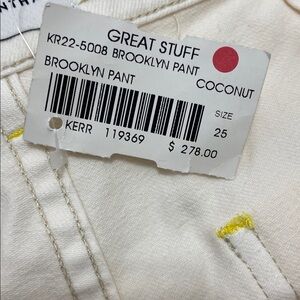 GREAT STUFF
KR22-5008 BROOKLYN PANT
BROOKLYN PANT
COCONUT
SIZE
25
KERR 119369
$ 278.00